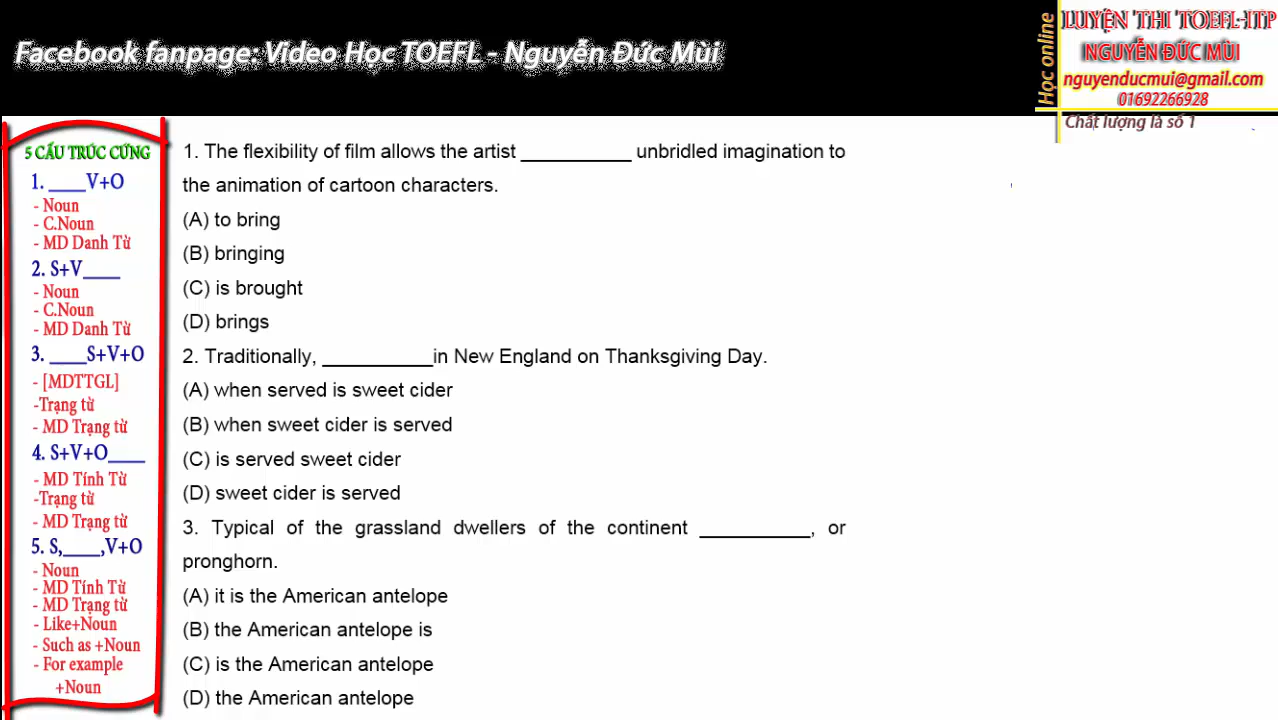 Facebook fanpage: Video Học TOEFL - Nguyễn Đức Mùi
Học online
LUYỆN THI TOEFL-ITP
NGUYỄN ĐỨC MÙI
nguyenducmui@gmail.com
01692266928
Chất lượng là số 1
5 CẤU TRÚC CỨNG
1. ____V+O
- Noun
- C.Noun
- MD Danh Từ
2. S+V____
- Noun
- C.Noun
- MD Danh Từ
3. ____S+V+O
- [MDTTGL]
-Trạng từ
- MD Trạng từ
4. S+V+O____
- MD Tính Từ
-Trạng từ
- MD Trạng từ
5. S,____,V+O
- Noun
- MD Tính Từ
- MD Trạng từ
- Like+Noun
- Such as +Noun
- For example
+Noun
1. The flexibility of film allows the artist __________ unbridled imagination to
the animation of cartoon characters.
(A) to bring
(B) bringing
(C) is brought
(D) brings
2. Traditionally, __________in New England on Thanksgiving Day.
(A) when served is sweet cider
(B) when sweet cider is served
(C) is served sweet cider
(D) sweet cider is served
3. Typical of the grassland dwellers of the continent __________, or
pronghorn.
(A) it is the American antelope
(B) the American antelope is
(C) is the American antelope
(D) the American antelope